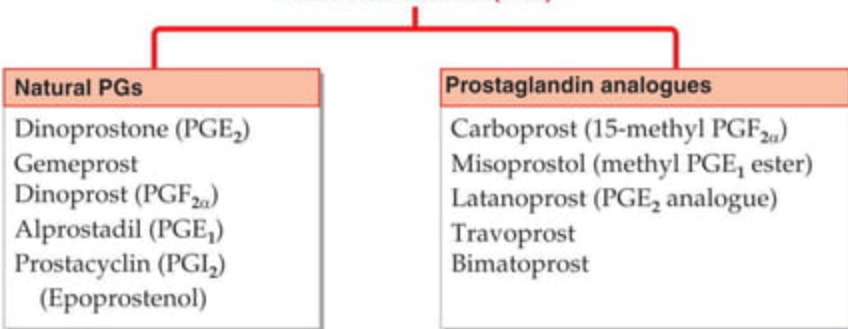 Natural PGs
Dinoprostone (PGE₂)
Gemeprost
Dinoprost (PGF₂α)
Alprostadil (PGE₁)
Prostacyclin (PGI₂)
(Epoprostenol)
Prostaglandin analogues
Carboprost (15-methyl PGF₂α)
Misoprostol (methyl PGE₁ ester)
Latanoprost (PGE₂ analogue)
Travoprost
Bimatoprost